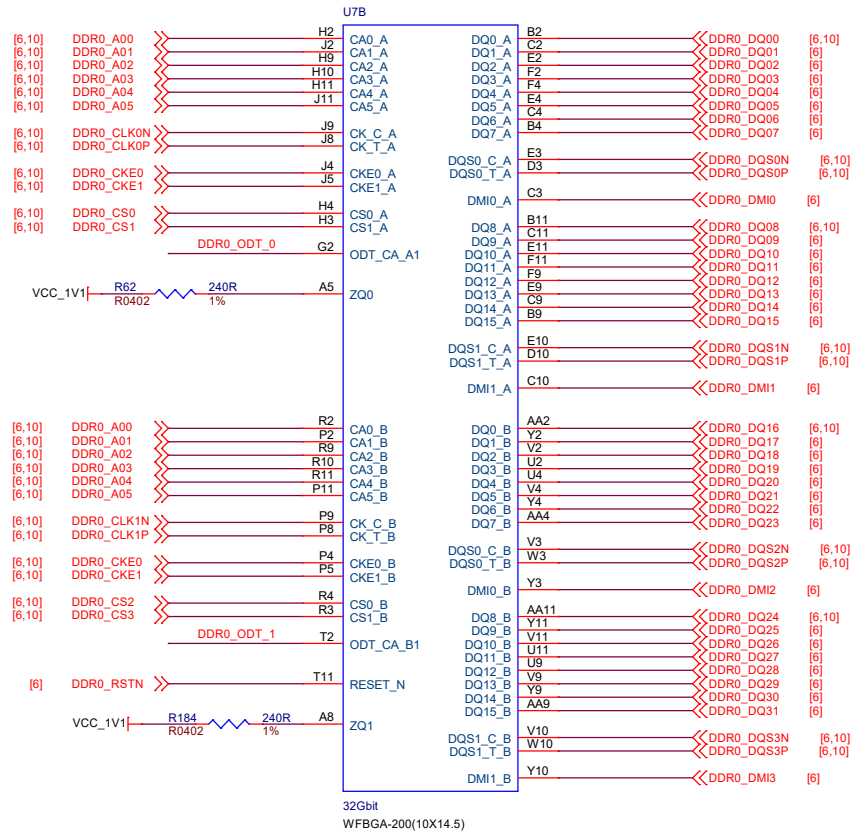 U7B
[6,10] DDR0_A00 H2 CA0_A DQ0_A B2 DDR0_DQ00 [6,10]
[6,10] DDR0_A01 J2 CA1_A DQ1_A C2 DDR0_DQ01 [6]
[6,10] DDR0_A02 H9 CA2_A DQ2_A E2 DDR0_DQ02 [6]
[6,10] DDR0_A03 H10 CA3_A DQ3_A F2 DDR0_DQ03 [6]
[6,10] DDR0_A04 H11 CA4_A DQ4_A F4 DDR0_DQ04 [6]
[6,10] DDR0_A05 J11 CA5_A DQ5_A E4 DDR0_DQ05 [6]
DQ6_A C4 DDR0_DQ06 [6]
[6,10] DDR0_CLK0N J9 CK_C_A DQ7_A B4 DDR0_DQ07 [6]
[6,10] DDR0_CLK0P J8 CK_T_A
DQS0_C_A E3 DDR0_DQS0N [6,10]
[6,10] DDR0_CKE0 J4 CKE0_A DQS0_T_A D3 DDR0_DQS0P [6,10]
[6,10] DDR0_CKE1 J5 CKE1_A
DMI0_A C3 DDR0_DMI0 [6]
[6,10] DDR0_CS0 H4 CS0_A
[6,10] DDR0_CS1 H3 CS1_A DQ8_A B11 DDR0_DQ08 [6,10]
DQ9_A C11 DDR0_DQ09 [6]
DDR0_ODT_0 G2 ODT_CA_A1 DQ10_A E11 DDR0_DQ10 [6]
DQ11_A F11 DDR0_DQ11 [6]
DQ12_A F9 DDR0_DQ12 [6]
VCC_1V1 R62 240R A5 ZQ0 DQ13_A E9 DDR0_DQ13 [6]
R0402 1% DQ14_A C9 DDR0_DQ14 [6]
DQ15_A B9 DDR0_DQ15 [6]
DQS1_C_A E10 DDR0_DQS1N [6,10]
DQS1_T_A D10 DDR0_DQS1P [6,10]
DMI1_A C10 DDR0_DMI1 [6]
[6,10] DDR0_A00 R2 CA0_B DQ0_B AA2 DDR0_DQ16 [6,10]
[6,10] DDR0_A01 P2 CA1_B DQ1_B Y2 DDR0_DQ17 [6]
[6,10] DDR0_A02 R9 CA2_B DQ2_B V2 DDR0_DQ18 [6]
[6,10] DDR0_A03 R10 CA3_B DQ3_B U2 DDR0_DQ19 [6]
[6,10] DDR0_A04 R11 CA4_B DQ4_B U4 DDR0_DQ20 [6]
[6,10] DDR0_A05 P11 CA5_B DQ5_B V4 DDR0_DQ21 [6]
DQ6_B Y4 DDR0_DQ22 [6]
[6,10] DDR0_CLK1N P9 CK_C_B DQ7_B AA4 DDR0_DQ23 [6]
[6,10] DDR0_CLK1P P8 CK_T_B
DQS0_C_B V3 DDR0_DQS2N [6,10]
[6,10] DDR0_CKE0 P4 CKE0_B DQS0_T_B W3 DDR0_DQS2P [6,10]
[6,10] DDR0_CKE1 P5 CKE1_B
DMI0_B Y3 DDR0_DMI2 [6]
[6,10] DDR0_CS2 R4 CS0_B
[6,10] DDR0_CS3 R3 CS1_B DQ8_B AA11 DDR0_DQ24 [6,10]
DQ9_B Y11 DDR0_DQ25 [6]
DDR0_ODT_1 T2 ODT_CA_B1 DQ10_B V11 DDR0_DQ26 [6]
DQ11_B U11 DDR0_DQ27 [6]
DQ12_B U9 DDR0_DQ28 [6]
[6] DDR0_RSTN T11 RESET_N DQ13_B V9 DDR0_DQ29 [6]
DQ14_B Y9 DDR0_DQ30 [6]
DQ15_B AA9 DDR0_DQ31 [6]
VCC_1V1 R184 240R A8 ZQ1
R0402 1%
DQS1_C_B V10 DDR0_DQS3N [6,10]
DQS1_T_B W10 DDR0_DQS3P [6,10]
DMI1_B Y10 DDR0_DMI3 [6]
32Gbit
WFBGA-200(10X14.5)